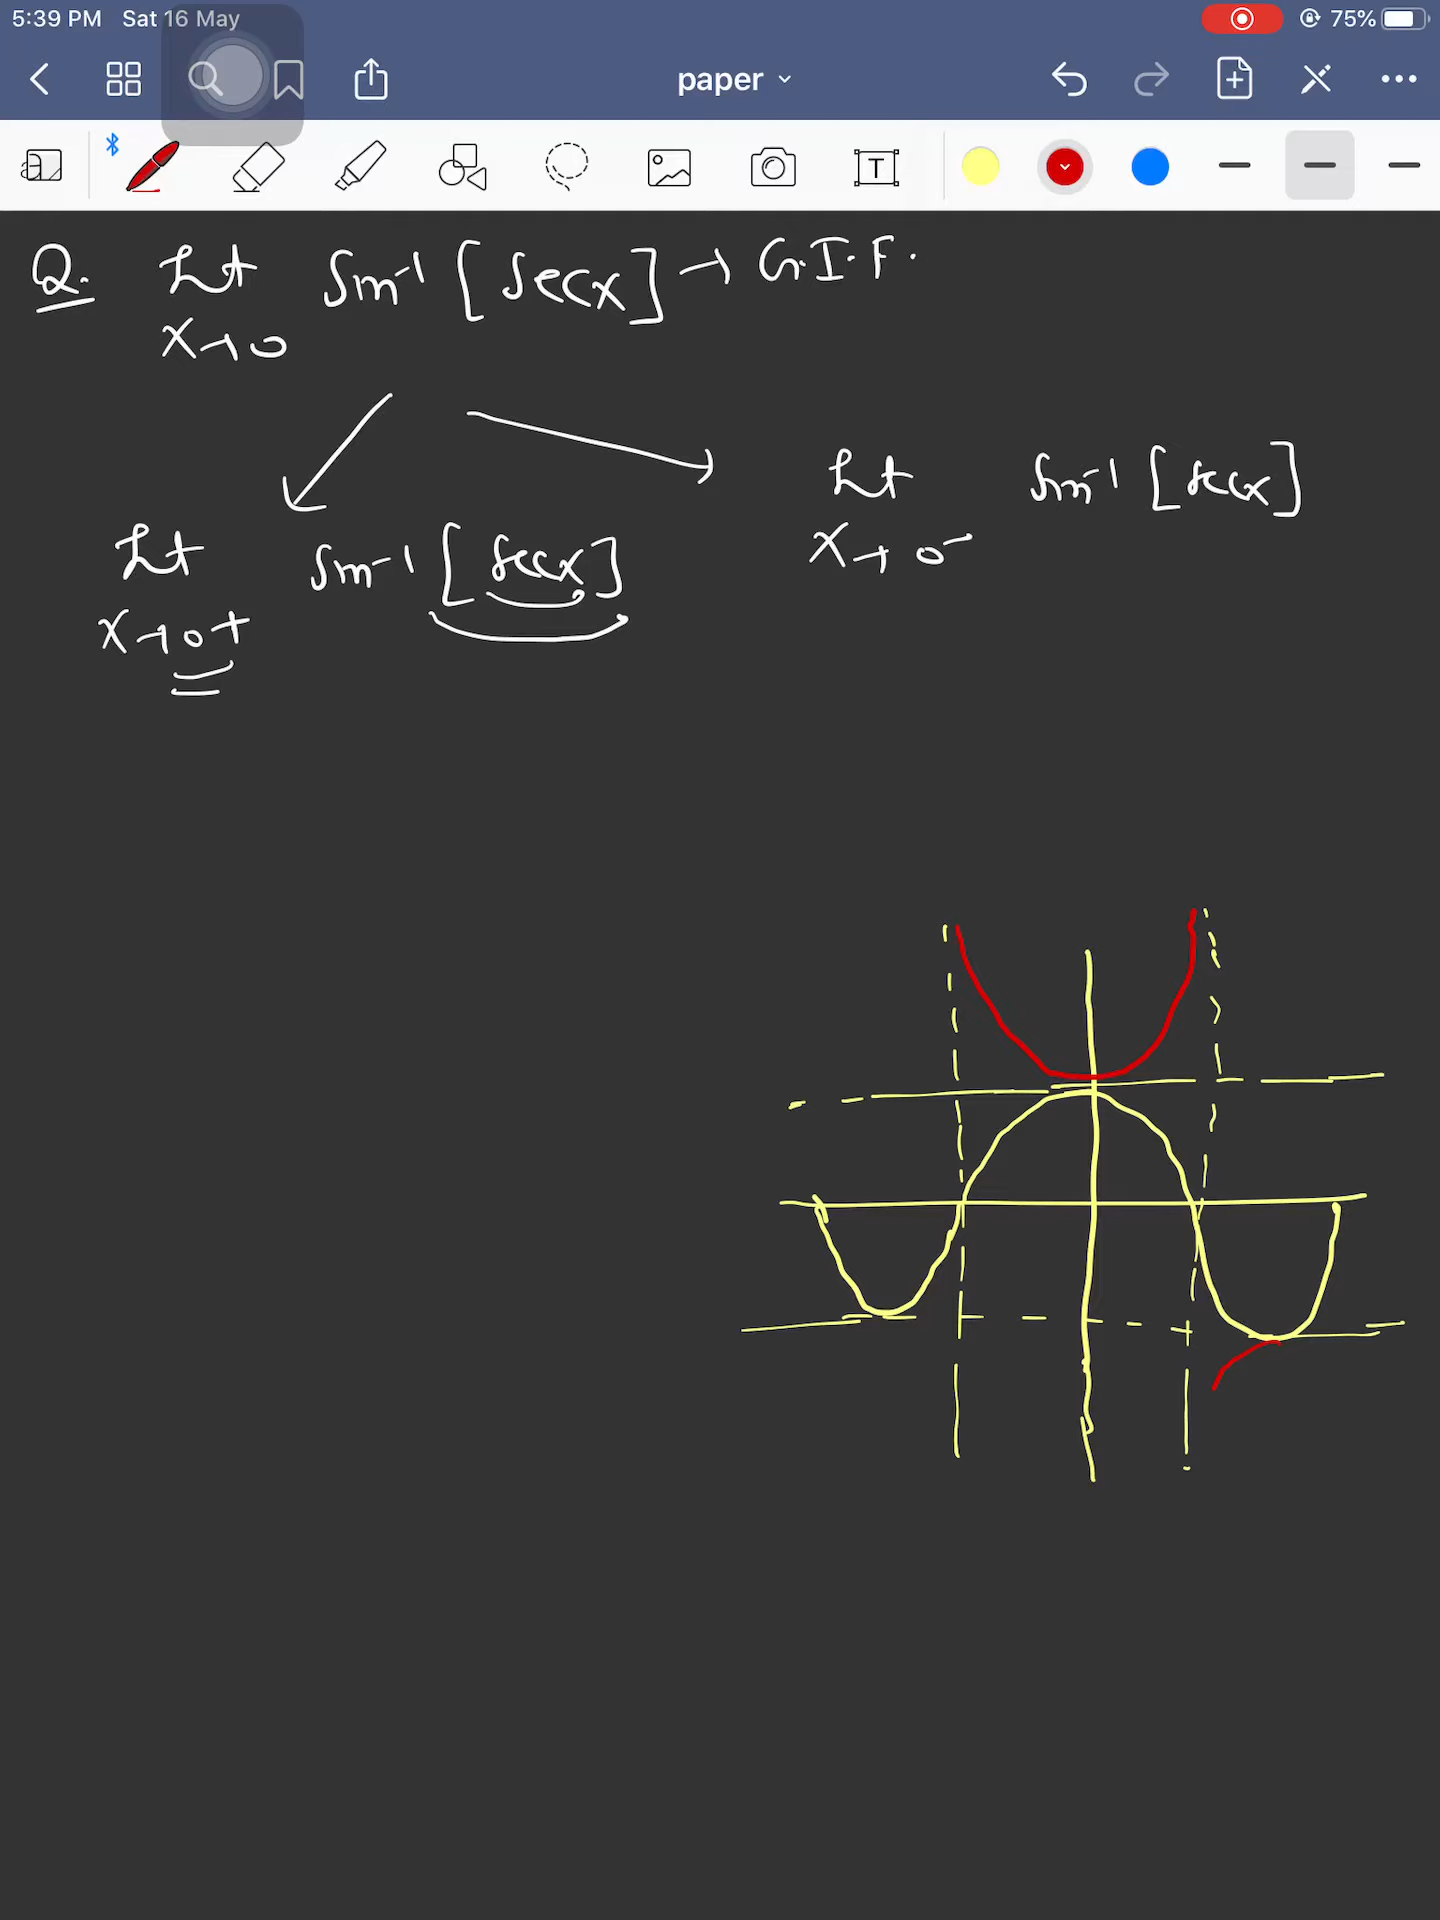 5:39 PM Sat 16 May 75%
paper
T
Q. Lt Sin⁻¹ [Secx] → G.I.F.
x→0
Lt Sin⁻¹ [secx]
x→0⁻
Lt Sin⁻¹ [secx]
x→0+